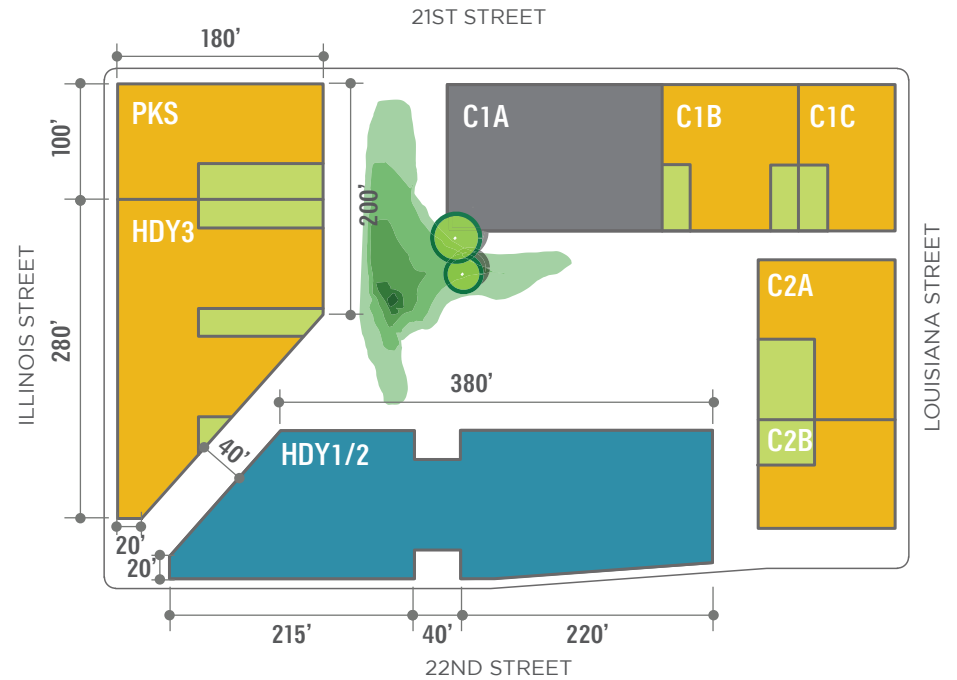 21ST STREET
180’
PKS
C1A
C1B
C1C
100’
200’
HDY3
ILLINOIS STREET
LOUISIANA STREET
280’
C2A
380’
HDY1/2
C2B
40’
20’
20’
215’
40’
220’
22ND STREET